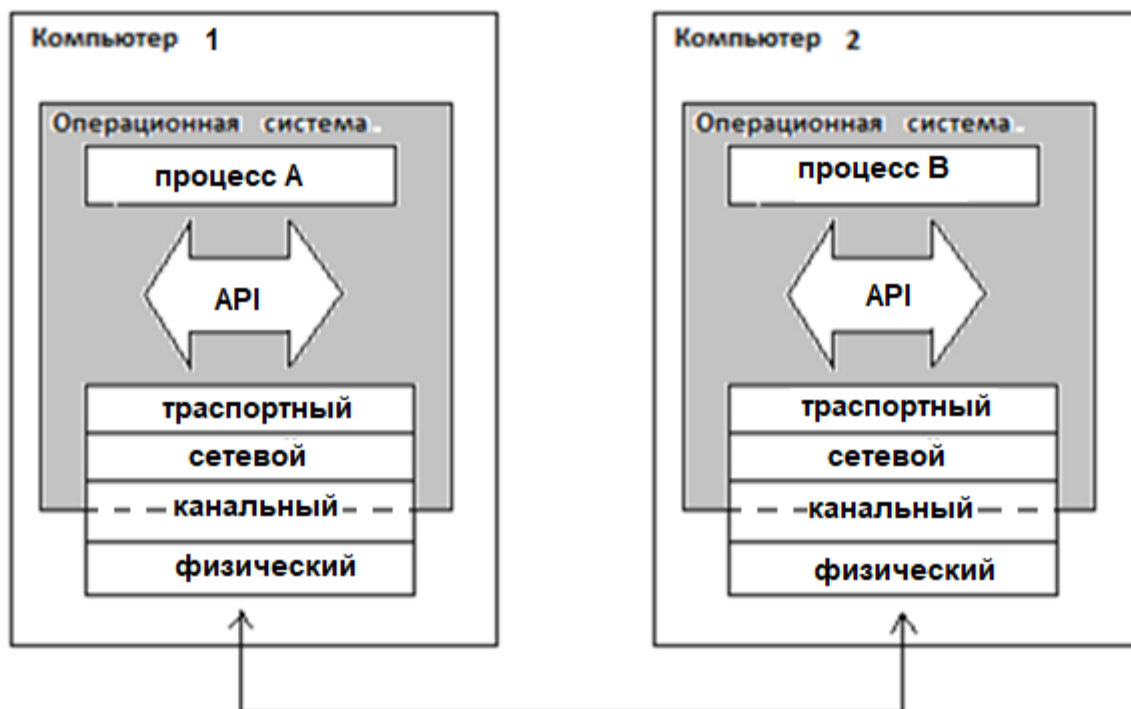 Компьютер 1
Операционная система.
процесс А
API
траспортный
сетевой
канальный
физический
Компьютер 2
Операционная система.
процесс В
API
траспортный
сетевой
канальный
физический